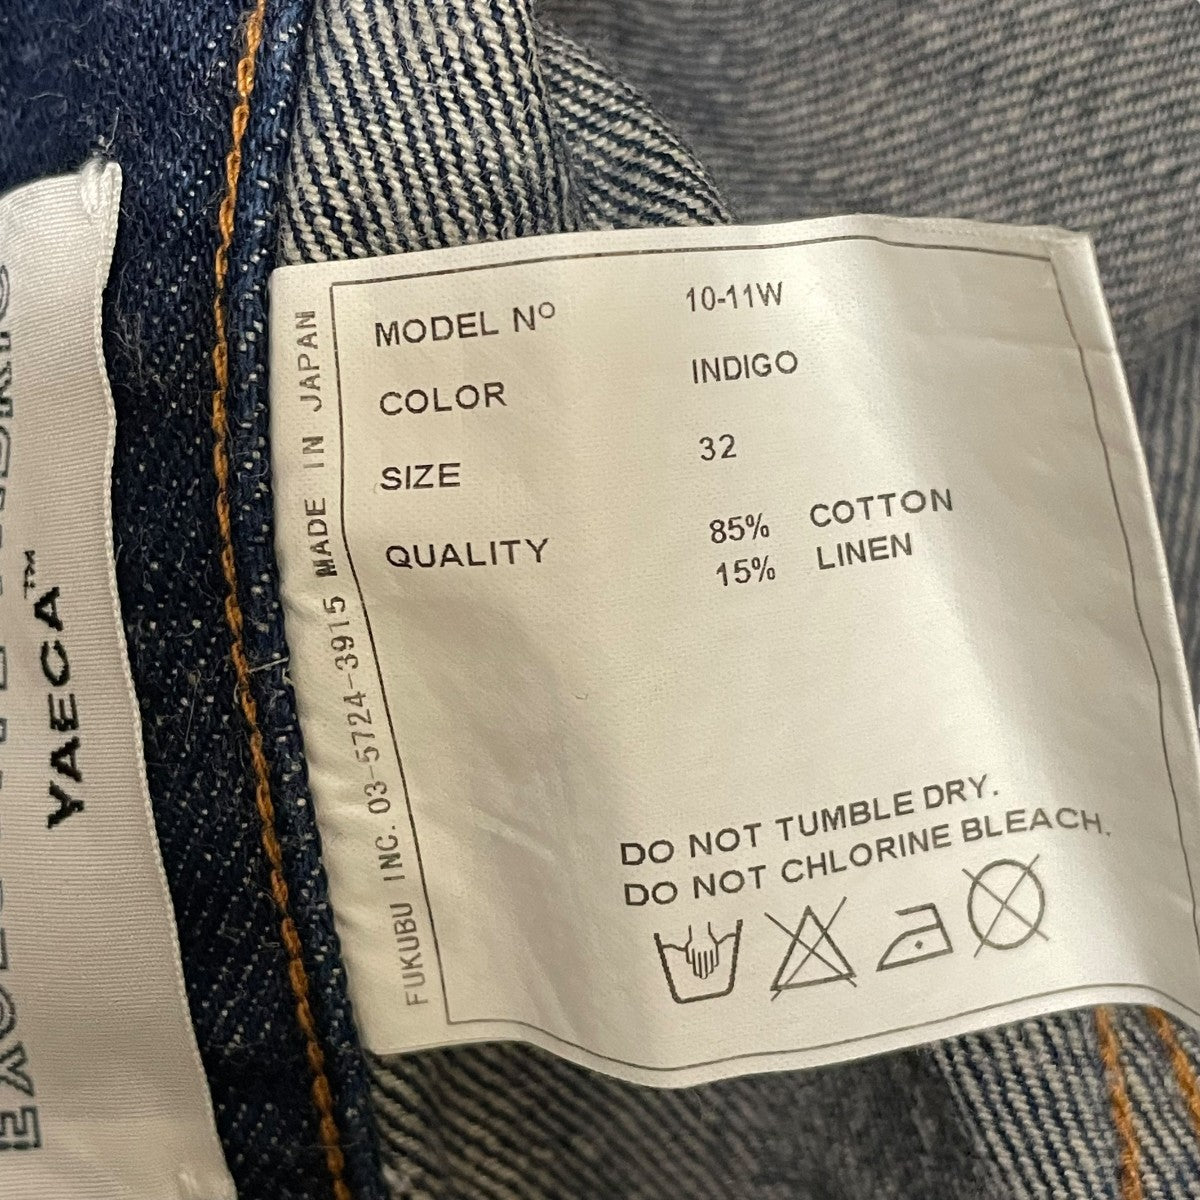 MODEL Nº 10-11W
COLOR INDIGO
SIZE 32
QUALITY 85% COTTON
15% LINEN
DO NOT TUMBLE DRY.
DO NOT CHLORINE BLEACH.
FUKUBU INC. 03-5724-3915 MADE IN JAPAN
YAECA™